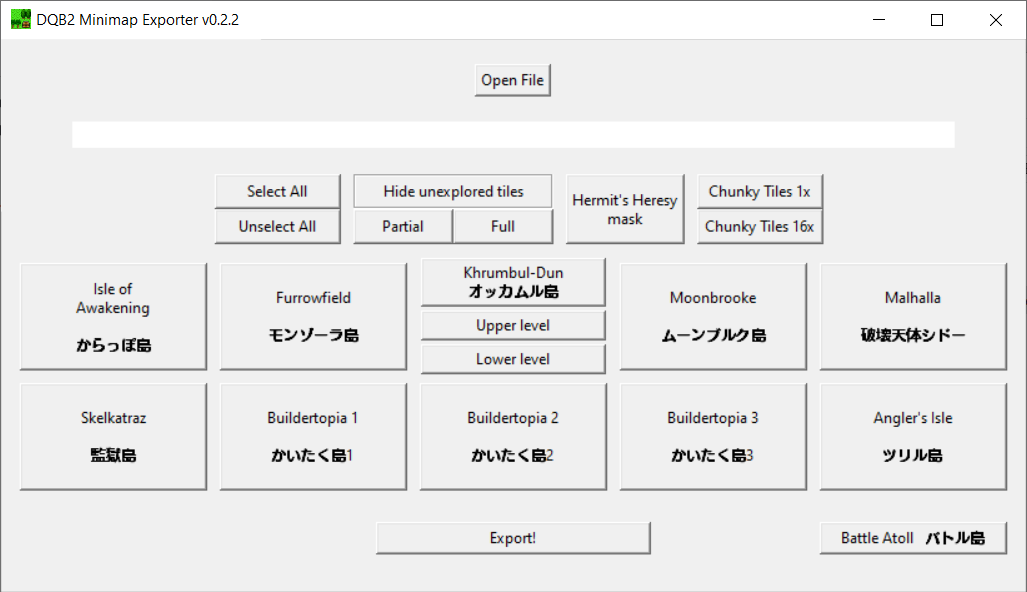 DQB2 Minimap Exporter v0.2.2
Open File
Select All
Unselect All
Hide unexplored tiles
Partial
Full
Hermit's Heresy
mask
Chunky Tiles 1x
Chunky Tiles 16x
Isle of
Awakening
からっぽ島
Furrowfield
モンゾーラ島
Khrumbul-Dun
オッカムル島
Upper level
Lower level
Moonbrooke
ムーンブルク島
Malhalla
破壊天体シドー
Skelkatraz
監獄島
Buildertopia 1
かいたく島1
Buildertopia 2
かいたく島2
Buildertopia 3
かいたく島3
Angler's Isle
ツリル島
Export!
Battle Atoll バトル島